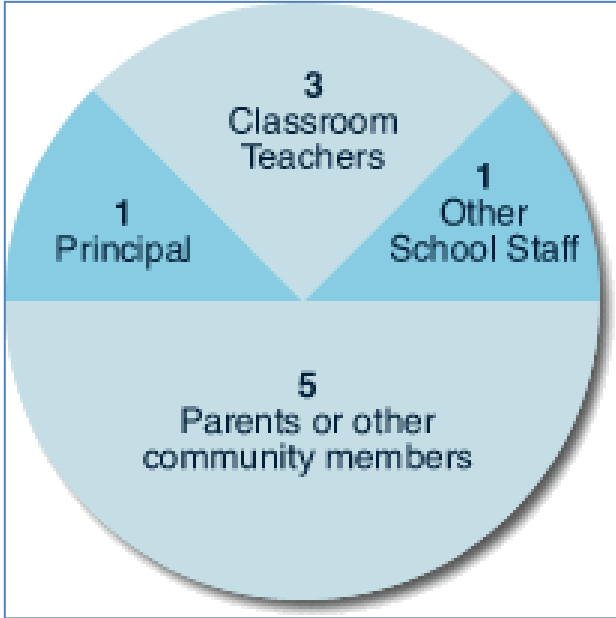 3
Classroom
Teachers
1
Principal
1
Other
School Staff
5
Parents or other
community members